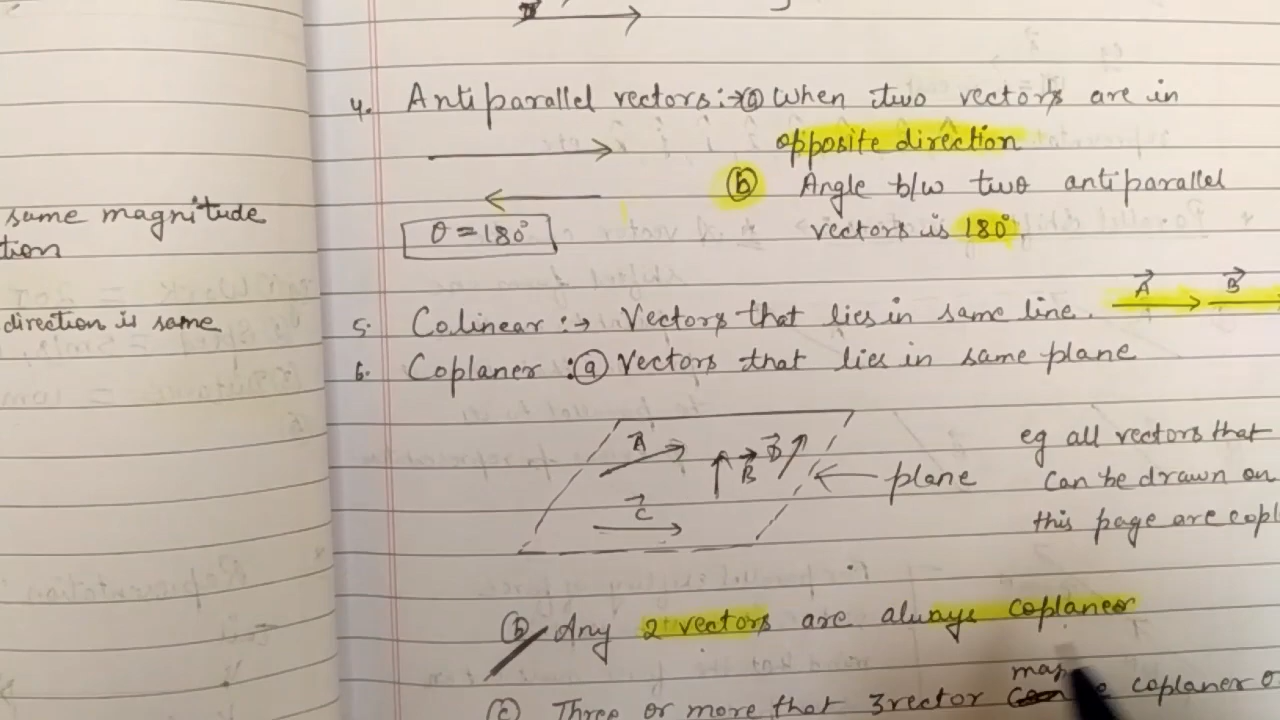 same magnitude
tion
direction is same
4. Antiparallel vectors:→ⓐ When two vectors are in
opposite direction
ⓑ Angle b/w two antiparallel
θ = 180°
vectors is 180°
5. Colinear :→ Vectors that lies in same line. A B
6. Coplaner :ⓐ Vectors that lies in same plane
A B B
C
plane
eg all vectors that
can be drawn on
this page are copl
ⓑ Any 2 vectors are always coplaner
may
ⓒ Three or more that 3 vector coplaner